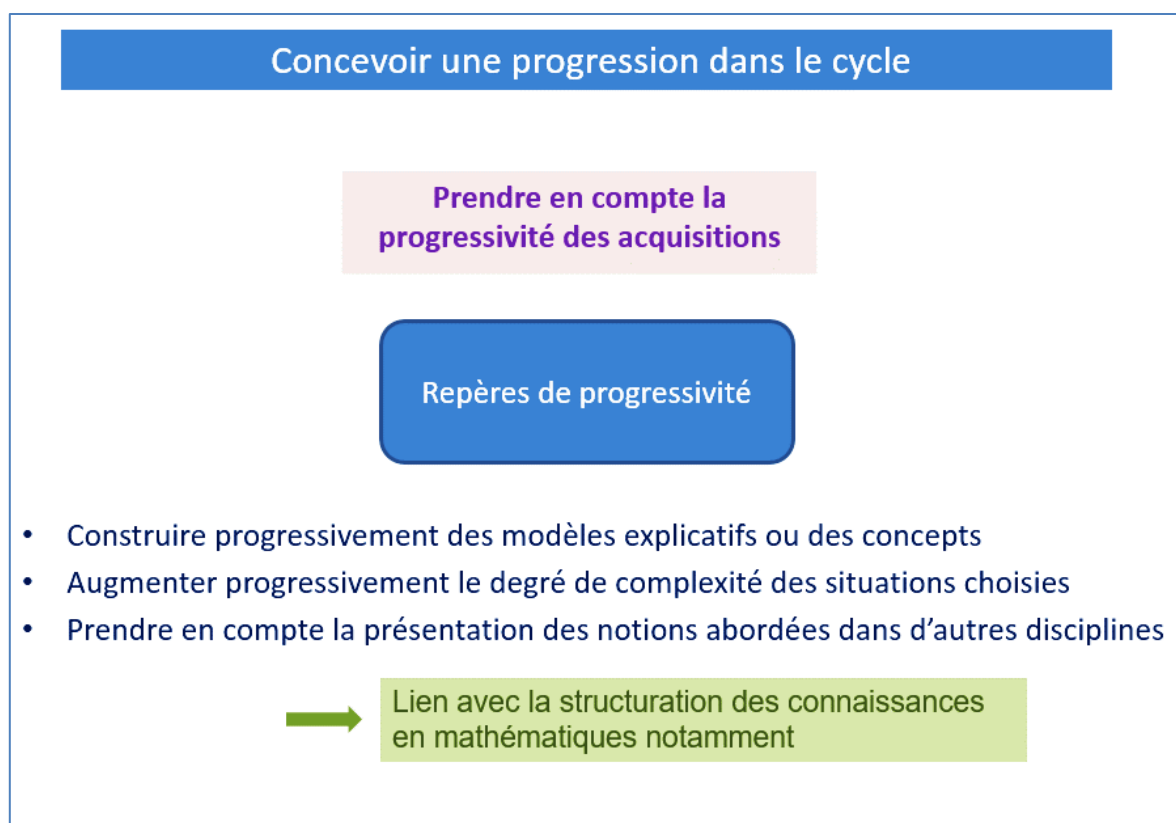 Concevoir une progression dans le cycle
Prendre en compte la
progressivité des acquisitions
Repères de progressivité
• Construire progressivement des modèles explicatifs ou des concepts
• Augmenter progressivement le degré de complexité des situations choisies
• Prendre en compte la présentation des notions abordées dans d'autres disciplines
Lien avec la structuration des connaissances
en mathématiques notamment